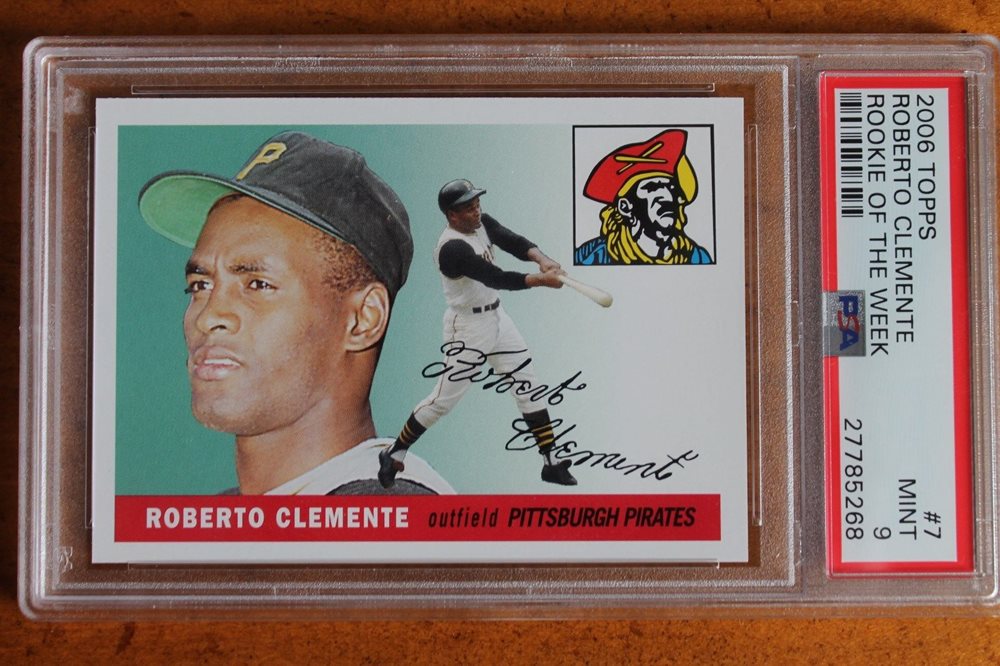 P
Roberto
Clemente
ROBERTO CLEMENTE outfield PITTSBURGH PIRATES
2006 TOPPS #7
ROBERTO CLEMENTE MINT
ROOKIE OF THE WEEK 9
27785268
PSA